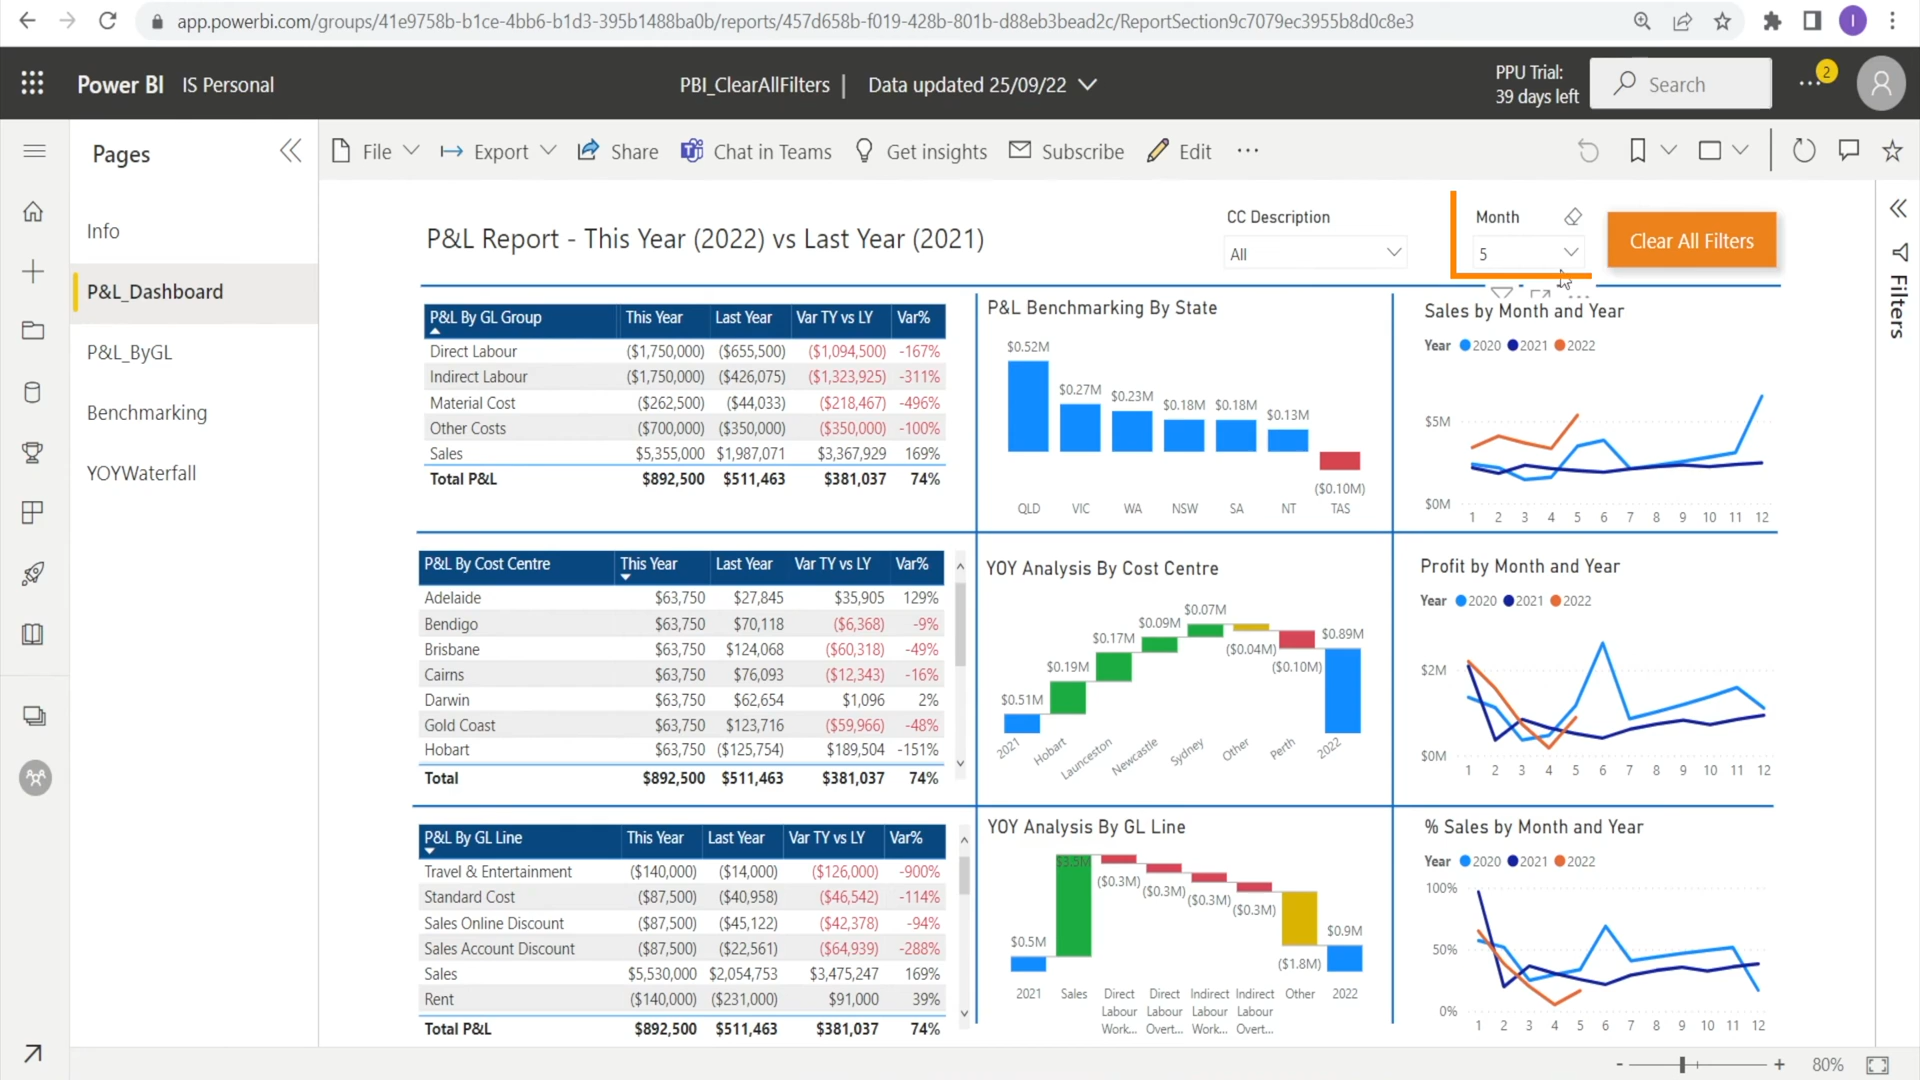 app.powerbi.com/groups/41e9758b-b1ce-4bb6-b1d3-395b1488ba0b/reports/457d658b-f019-428b-801b-d88eb3bead2c/ReportSection9c7079ec3955b8d0c8e3
I
Power BI IS Personal
PBI_ClearAllFilters | Data updated 25/09/22
PPU Trial:
39 days left
Search
2
Pages
File Export Share Chat in Teams Get insights Subscribe Edit
Info
P&L_Dashboard
P&L_ByGL
Benchmarking
YOYWaterfall
P&L Report - This Year (2022) vs Last Year (2021)
CC Description
All
Month
5
Clear All Filters
Filters
P&L By GL Group This Year Last Year Var TY vs LY Var%
Direct Labour ($1,750,000) ($655,500) ($1,094,500) -167%
Indirect Labour ($1,750,000) ($426,075) ($1,323,925) -311%
Material Cost ($262,500) ($44,033) ($218,467) -496%
Other Costs ($700,000) ($350,000) ($350,000) -100%
Sales $5,355,000 $1,987,071 $3,367,929 169%
Total P&L $892,500 $511,463 $381,037 74%
P&L Benchmarking By State
$0.52M $0.27M $0.23M $0.18M $0.18M $0.13M ($0.10M)
QLD VIC WA NSW SA NT TAS
Sales by Month and Year
Year 2020 2021 2022
$5M
$0M
1 2 3 4 5 6 7 8 9 10 11 12
P&L By Cost Centre This Year Last Year Var TY vs LY Var%
Adelaide $63,750 $27,845 $35,905 129%
Bendigo $63,750 $70,118 ($6,368) -9%
Brisbane $63,750 $124,068 ($60,318) -49%
Cairns $63,750 $76,093 ($12,343) -16%
Darwin $63,750 $62,654 $1,096 2%
Gold Coast $63,750 $123,716 ($59,966) -48%
Hobart $63,750 ($125,754) $189,504 -151%
Total $892,500 $511,463 $381,037 74%
YOY Analysis By Cost Centre
$0.51M $0.19M $0.17M $0.09M $0.07M ($0.04M) ($0.10M) $0.89M
2021 Hobart Launceston Newcastle Sydney Other Perth 2022
Profit by Month and Year
Year 2020 2021 2022
$2M
$0M
1 2 3 4 5 6 7 8 9 10 11 12
P&L By GL Line This Year Last Year Var TY vs LY Var%
Travel & Entertainment ($140,000) ($14,000) ($126,000) -900%
Standard Cost ($87,500) ($40,958) ($46,542) -114%
Sales Online Discount ($87,500) ($45,122) ($42,378) -94%
Sales Account Discount ($87,500) ($22,561) ($64,939) -288%
Sales $5,530,000 $2,054,753 $3,475,247 169%
Rent ($140,000) ($231,000) $91,000 39%
Total P&L $892,500 $511,463 $381,037 74%
YOY Analysis By GL Line
$0.5M $3.5M ($0.3M) ($0.3M) ($0.3M) ($0.3M) ($1.8M) $0.9M
2021 Sales Direct Direct Indirect Indirect Other 2022
Labour Labour Labour Labour
Work... Overt... Work... Overt...
% Sales by Month and Year
Year 2020 2021 2022
100%
50%
0%
1 2 3 4 5 6 7 8 9 10 11 12
- + 80%